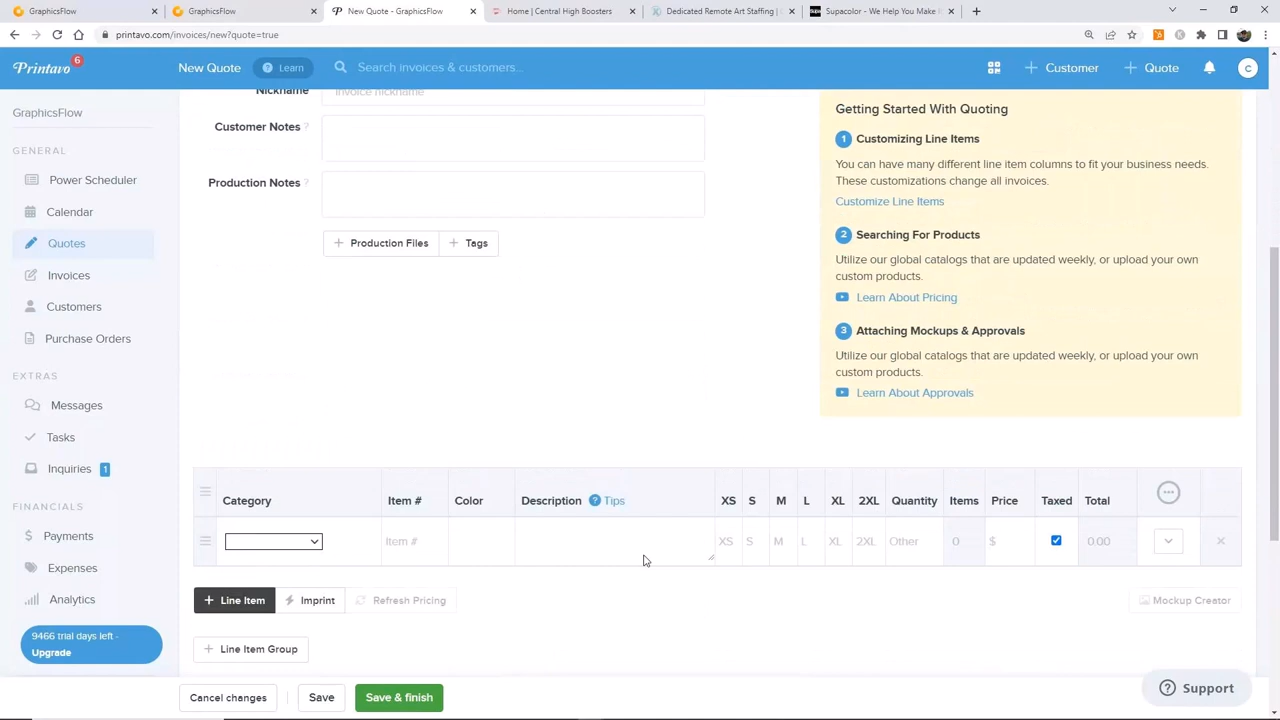 GraphicsFlow
GraphicsFlow
New Quote - GraphicsFlow
Home | Central High Boosters
Dedicated Remote Art Staffing |
Supacolor - We Help You Make I
printavo.com/invoices/new?quote=true
Printavo
6
New Quote
Learn
Search invoices & customers...
Customer
Quote
C
GraphicsFlow
GENERAL
Power Scheduler
Calendar
Quotes
Invoices
Customers
Purchase Orders
EXTRAS
Messages
Tasks
Inquiries 1
FINANCIALS
Payments
Expenses
Analytics
9466 trial days left -
Upgrade
Nickname
Invoice nickname
Customer Notes ?
Production Notes ?
+ Production Files
+ Tags
Getting Started With Quoting
1 Customizing Line Items
You can have many different line item columns to fit your business needs.
These customizations change all invoices.
Customize Line Items
2 Searching For Products
Utilize our global catalogs that are updated weekly, or upload your own
custom products.
Learn About Pricing
3 Attaching Mockups & Approvals
Utilize our global catalogs that are updated weekly, or upload your own
custom products.
Learn About Approvals
Category Item # Color Description ? Tips XS S M L XL 2XL Quantity Items Price Taxed Total
Item # XS S M L XL 2XL Other 0 $ 0.00
+ Line Item
Imprint
Refresh Pricing
Mockup Creator
+ Line Item Group
Cancel changes
Save
Save & finish
Support